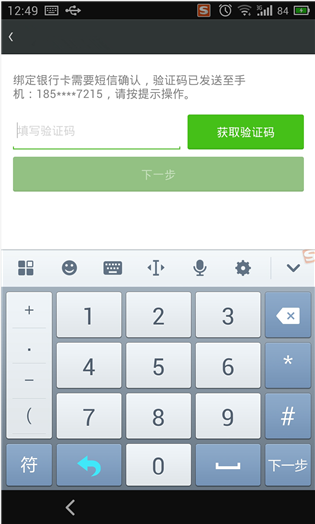 12:49
3G
84
绑定银行卡需要短信确认，验证码已发送至手
机：185****7215，请按提示操作。
填写验证码
获取验证码
下一步
+ 1 2 3
.
- 4 5 6 *
( 7 8 9 #
符 0 下一步